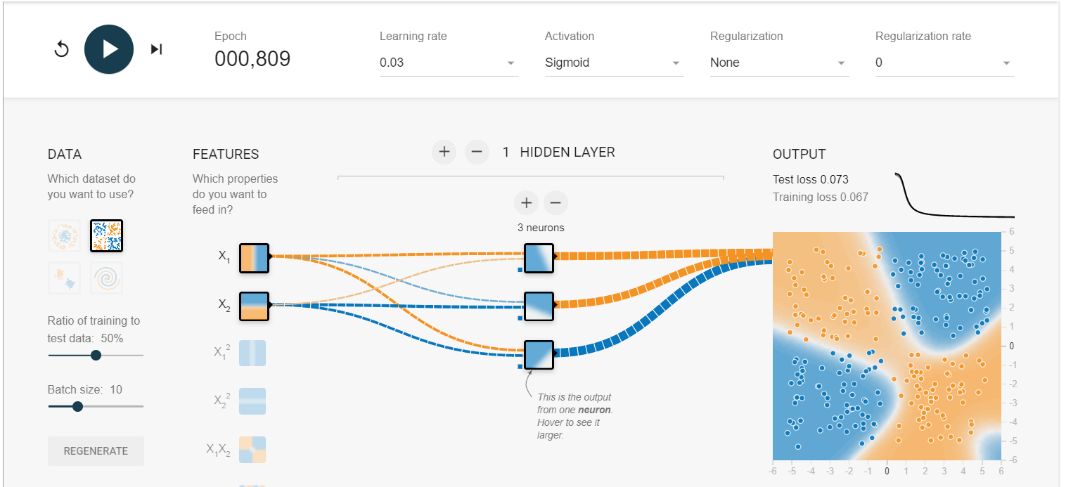 Epoch
000,809
Learning rate
0.03
Activation
Sigmoid
Regularization
None
Regularization rate
0
DATA
Which dataset do
you want to use?
Ratio of training to
test data: 50%
Batch size: 10
REGENERATE
FEATURES
Which properties
do you want to
feed in?
X1
X2
X1²
X2²
X1X2
+ − 1 HIDDEN LAYER
+ −
3 neurons
This is the output
from one neuron.
Hover to see it
larger.
OUTPUT
Test loss 0.073
Training loss 0.067
6
5
4
3
2
1
0
-1
-2
-3
-4
-5
-6
-6 -5 -4 -3 -2 -1 0 1 2 3 4 5 6